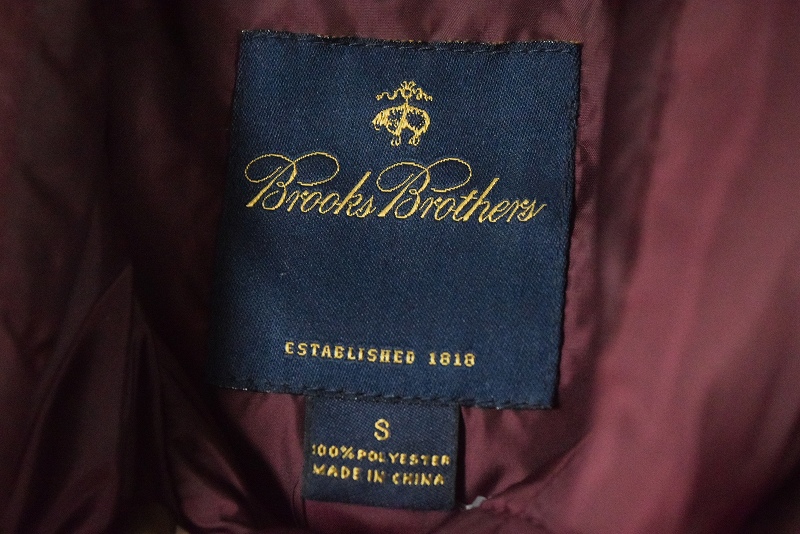 Brooks Brothers
ESTABLISHED 1818
S
100% POLYESTER
MADE IN CHINA